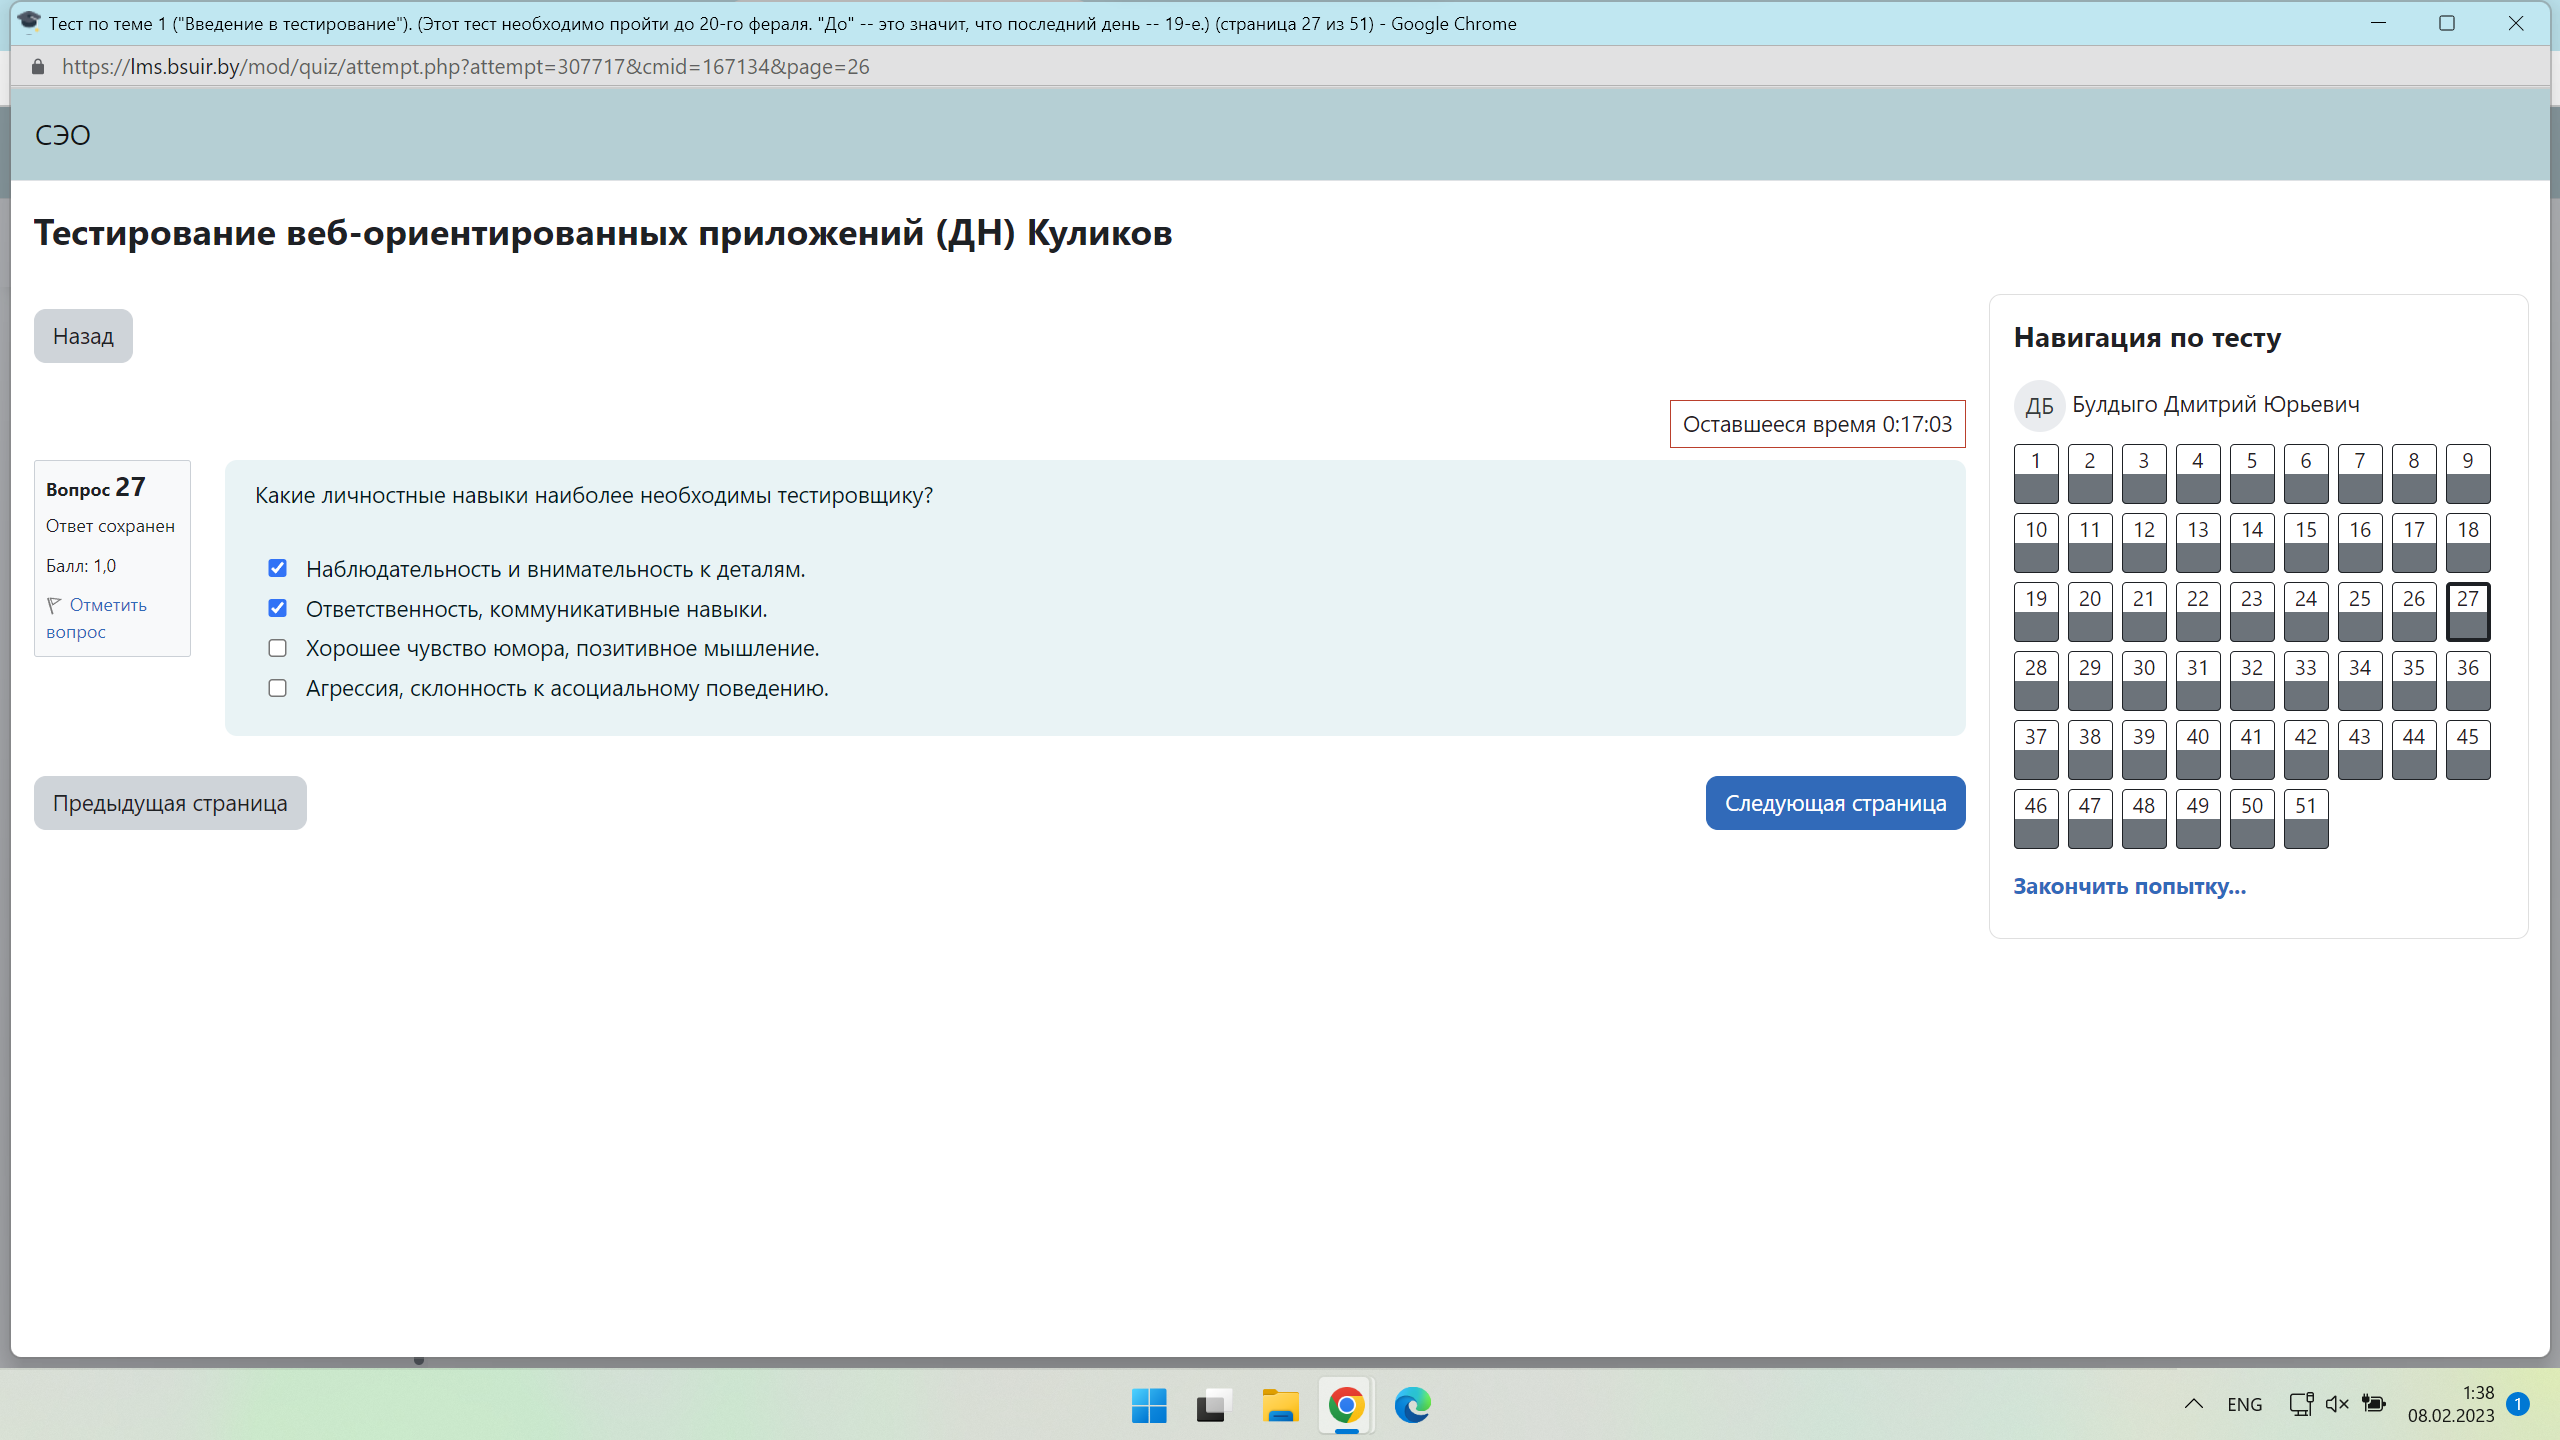 Тест по теме 1 ("Введение в тестирование"). (Этот тест необходимо пройти до 20-го фераля. "До" -- это значит, что последний день -- 19-е.) (страница 27 из 51) - Google Chrome
https://lms.bsuir.by/mod/quiz/attempt.php?attempt=307717&cmid=167134&page=26
СЭО
Тестирование веб-ориентированных приложений (ДН) Куликов
Назад
Оставшееся время 0:17:03
Вопрос 27
Ответ сохранен
Балл: 1,0
Отметить
вопрос
Какие личностные навыки наиболее необходимы тестировщику?
Наблюдательность и внимательность к деталям.
Ответственность, коммуникативные навыки.
Хорошее чувство юмора, позитивное мышление.
Агрессия, склонность к асоциальному поведению.
Предыдущая страница
Следующая страница
Навигация по тесту
ДБ Булдыго Дмитрий Юрьевич
1 2 3 4 5 6 7 8 9
10 11 12 13 14 15 16 17 18
19 20 21 22 23 24 25 26 27
28 29 30 31 32 33 34 35 36
37 38 39 40 41 42 43 44 45
46 47 48 49 50 51
Закончить попытку...
ENG
1:38
08.02.2023
1